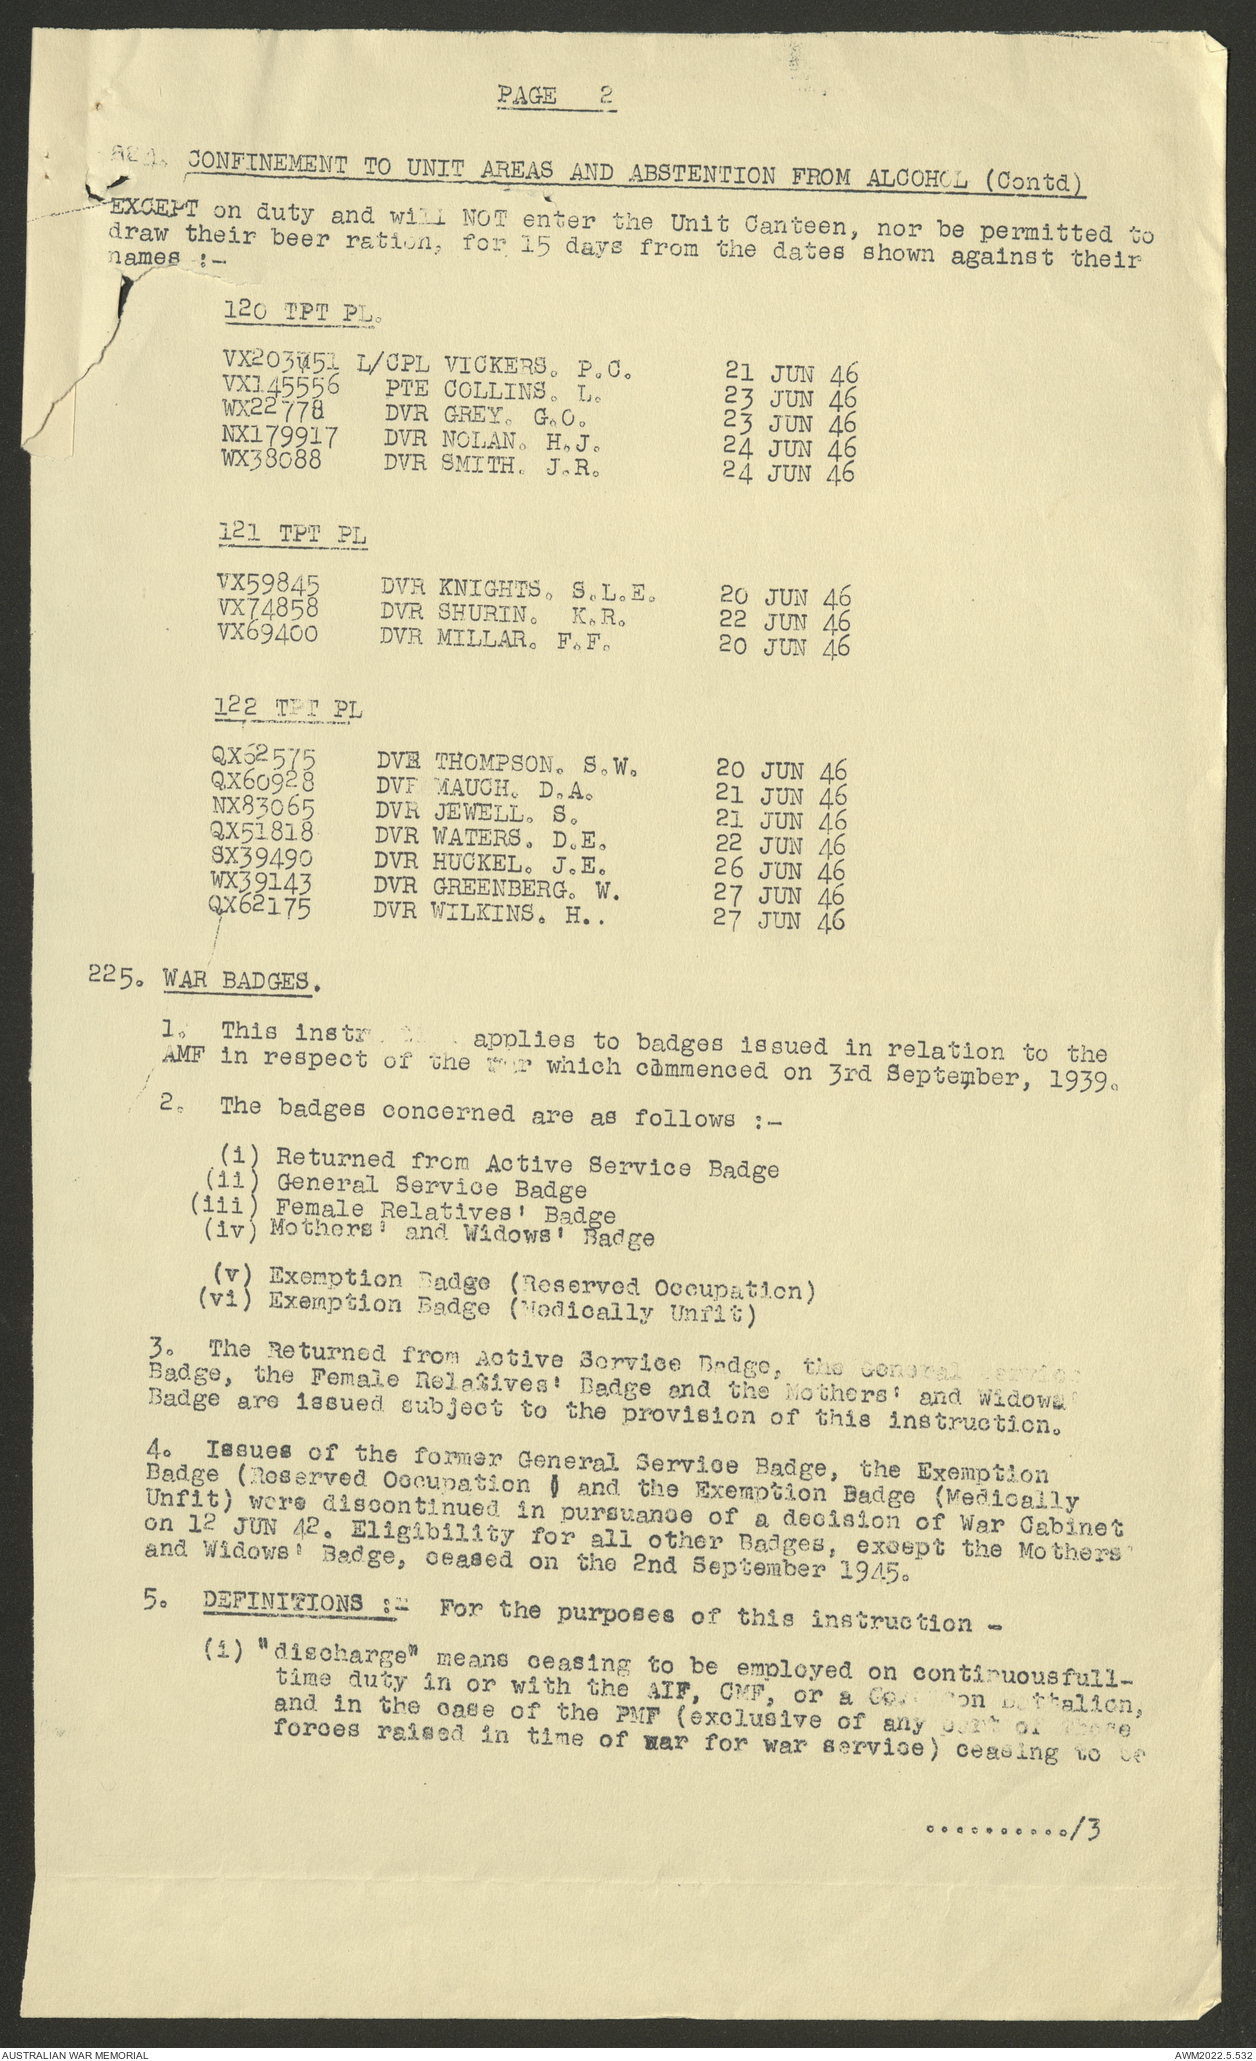 PAGE 2
CONFINEMENT TO UNIT AREAS AND ABSTENTION FROM ALCOHOL (Contd)
EXCEPT on duty and will NOT enter the Unit Canteen, nor be permitted to
draw their beer ration, for 15 days from the dates shown against their
names :-
120 TPT PL.
L/CPL VICKERS. P.C. 21 JUN 46
VX145556 PTE COLLINS. L. 23 JUN 46
WX22778 DVR GREY. G.O. 23 JUN 46
NX179917 DVR NOLAN. H.J. 24 JUN 46
WX38088 DVR SMITH. J.R. 24 JUN 46
121 TPT PL
VX59845 DVR KNIGHTS. S.L.E. 20 JUN 46
VX74858 DVR SHURIN. K.R. 22 JUN 46
VX69400 DVR MILLAR. F.F. 20 JUN 46
122 TPT PL
QX62575 DVR THOMPSON. S.W. 20 JUN 46
QX60928 DVR MAUCH. D.A. 21 JUN 46
NX83065 DVR JEWELL. S. 21 JUN 46
QX51818 DVR WATERS. D.E. 22 JUN 46
SX39490 DVR HUCKEL. J.E. 26 JUN 46
WX39143 DVR GREENBERG. W. 27 JUN 46
QX62175 DVR WILKINS. H.. 27 JUN 46
225. WAR BADGES.
1. This applies to badges issued in relation to the
AMF in respect of the war which commenced on 3rd September, 1939.
2. The badges concerned are as follows :-
(i) Returned from Active Service Badge
(ii) General Service Badge
(iii) Female Relatives' Badge
(iv) Mothers' and Widows' Badge
(v) Exemption Badge (Reserved Occupation)
(vi) Exemption Badge (Medically Unfit)
3. The Returned from Active Service Badge, the General Service
Badge, the Female Relatives' Badge and the Mothers' and Widows'
Badge are issued subject to the provision of this instruction.
4. Issues of the former General Service Badge, the Exemption
Badge (Reserved Occupation ) and the Exemption Badge (Medically
Unfit) were discontinued in pursuance of a decision of War Cabinet
on 12 JUN 42. Eligibility for all other Badges, except the Mothers'
and Widows' Badge, ceased on the 2nd September 1945.
5. DEFINITIONS :- For the purposes of this instruction -
(i) "discharge" means ceasing to be employed on continuousfull-
time duty in or with the AIF, CMF, or a Garrison Battalion,
and in the case of the PMF (exclusive of any part of these
forces raised in time of war for war service) ceasing to be
........../3
AUSTRALIAN WAR MEMORIAL AWM2022.5.532